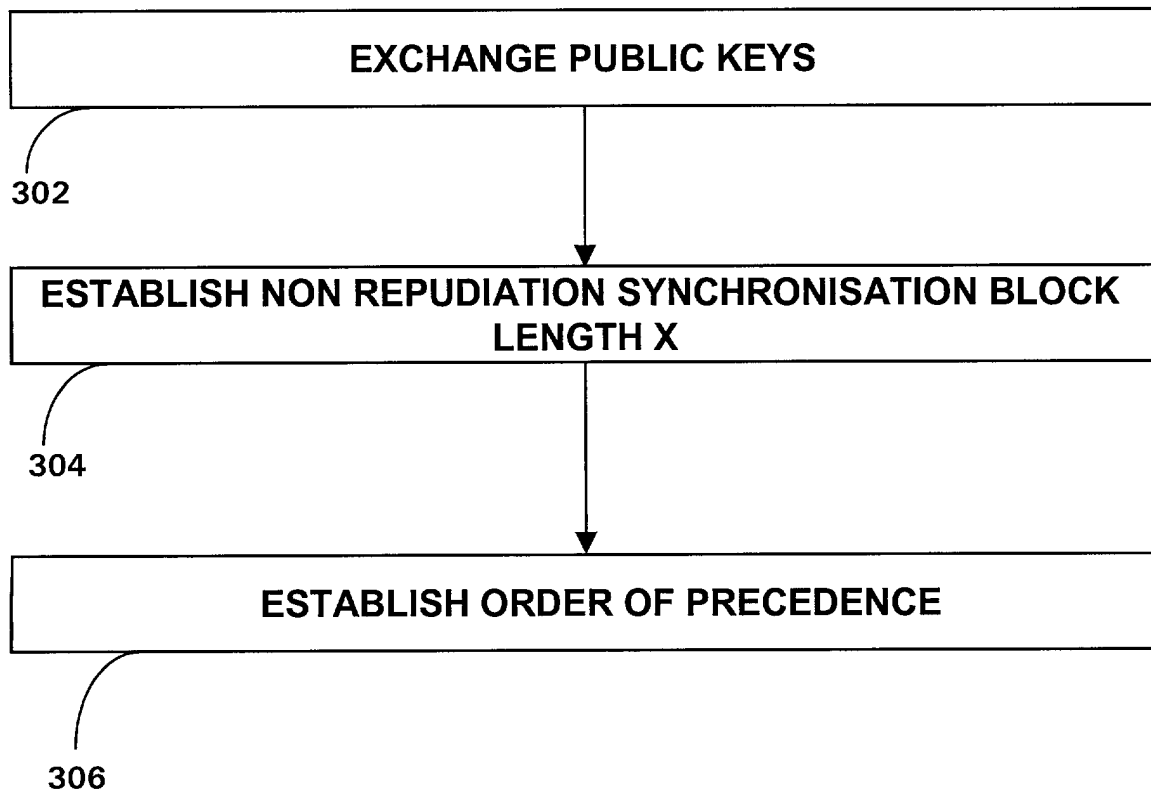 EXCHANGE PUBLIC KEYS
302
ESTABLISH NON REPUDIATION SYNCHRONISATION BLOCK
LENGTH X
304
ESTABLISH ORDER OF PRECEDENCE
306